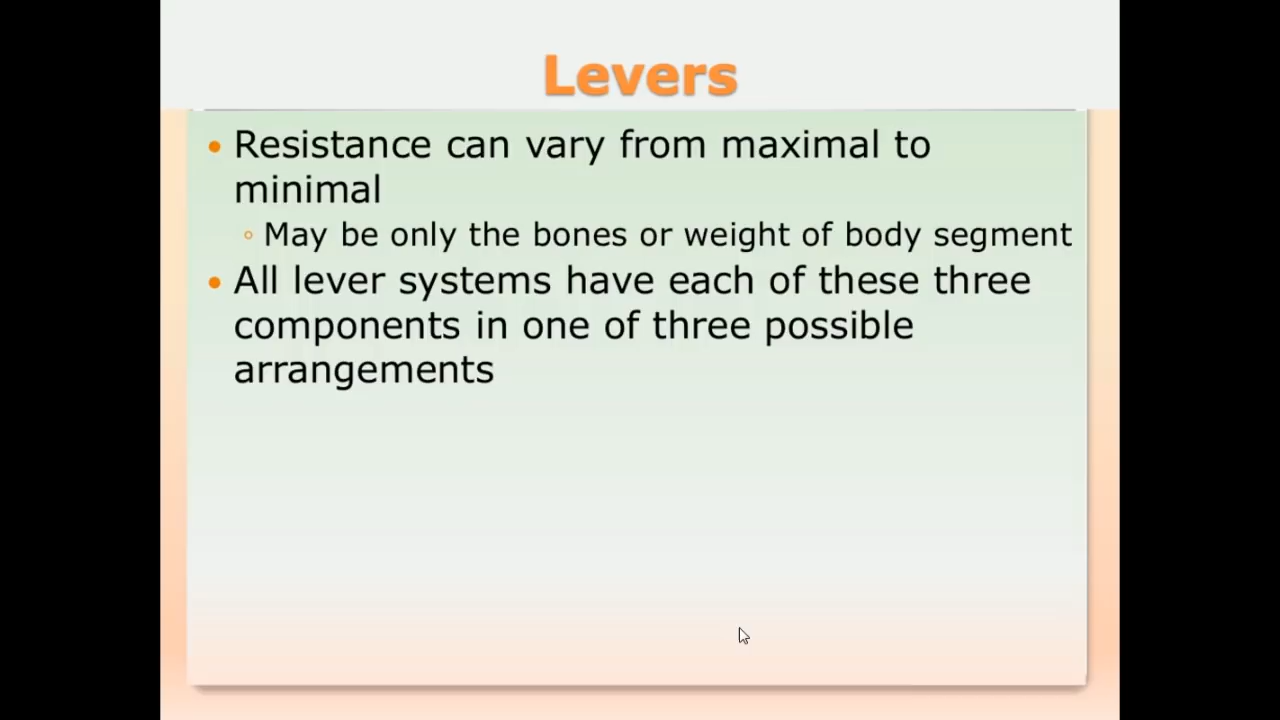 Levers
Resistance can vary from maximal to
minimal
May be only the bones or weight of body segment
All lever systems have each of these three
components in one of three possible
arrangements